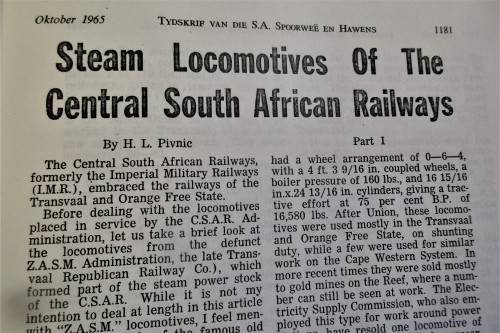 Oktober 1965
TYDSKRIF VAN DIE S.A. SPOORWEË EN HAWENS
1181
Steam Locomotives Of The
Central South African Railways
By H. L. Pivnic
The Central South African Railways,
formerly the Imperial Military Railways
(I.M.R.), embraced the railways of the
Transvaal and Orange Free State.
Before dealing with the locomotives
placed in service by the C.S.A.R. Ad-
ministration, let us take a brief look at
the locomotives from the defunct
Z.A.S.M. Administration, the late Trans-
vaal Republican Railway Co.), which
formed part of the steam power stock
of the C.S.A.R. While it is not my
intention to deal at length in this article
with "Z.A.S.M." locomotives, I feel men-
of the famous old
Part 1
had a wheel arrangement of 0—6—4,
with a 4 ft. 3 9/16 in. coupled wheels, a
boiler pressure of 160 lbs., and 16 15/16
in.x.24 13/16 in. cylinders, giving a trac-
tive effort at 75 per cent B.P. of
16,580 lbs. After Union, these locomo-
tives were used mostly in the Transvaal
and Orange Free State, on shunting
duty, while a few were used for similar
work on the Cape Western System. In
more recent times they were sold mostly
to gold mines on the Reef, where a num-
ber can still be seen at work. The Elec-
tricity Supply Commission, who also em-
ployed this type for work around power
have resold one locomotive of